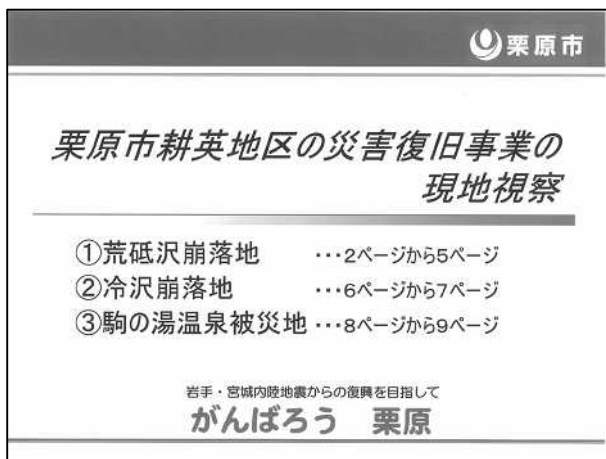 栗原市
栗原市耕英地区の災害復旧事業の
現地視察
①荒砥沢崩落地 ･･･2ページから5ページ
②冷沢崩落地 ･･･6ページから7ページ
③駒の湯温泉被災地 ･･･8ページから9ページ
岩手・宮城内陸地震からの復興を目指して
がんばろう 栗原